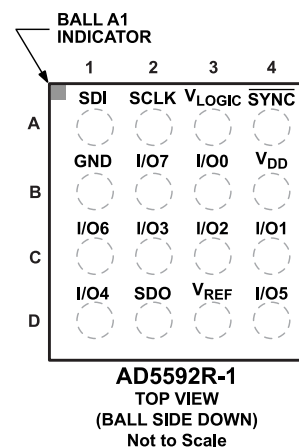 BALL A1
INDICATOR
1 2 3 4
A SDI SCLK VLOGIC SYNC
B GND I/O7 I/O0 VDD
C I/O6 I/O3 I/O2 I/O1
D I/O4 SDO VREF I/O5
AD5592R-1
TOP VIEW
(BALL SIDE DOWN)
Not to Scale